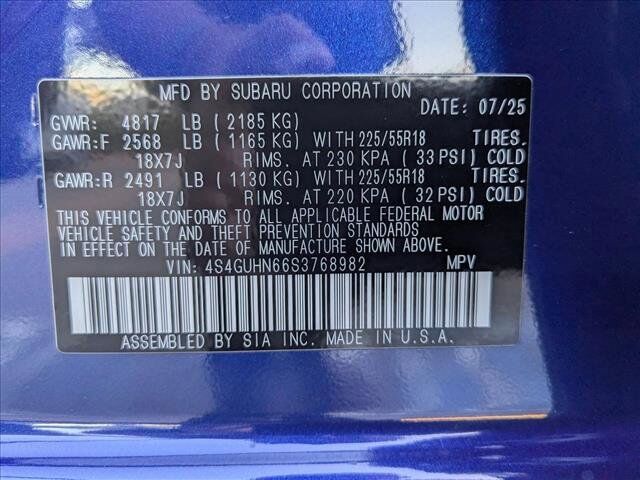 MFD BY SUBARU CORPORATION
DATE: 07/25
GVWR: 4817 LB ( 2185 KG)
GAWR:F 2568 LB ( 1165 KG) WITH 225/55R18 TIRES.
18X7J RIMS. AT 230 KPA ( 33 PSI) COLD
GAWR:R 2491 LB ( 1130 KG) WITH 225/55R18 TIRES.
18X7J RIMS. AT 220 KPA ( 32 PSI) COLD
THIS VEHICLE CONFORMS TO ALL APPLICABLE FEDERAL MOTOR
VEHICLE SAFETY AND THEFT PREVENTION STANDARDS
IN EFFECT ON THE DATE OF MANUFACTURE SHOWN ABOVE.
VIN: 4S4GUHN66S3768982 MPV
ASSEMBLED BY SIA INC. MADE IN U.S.A.